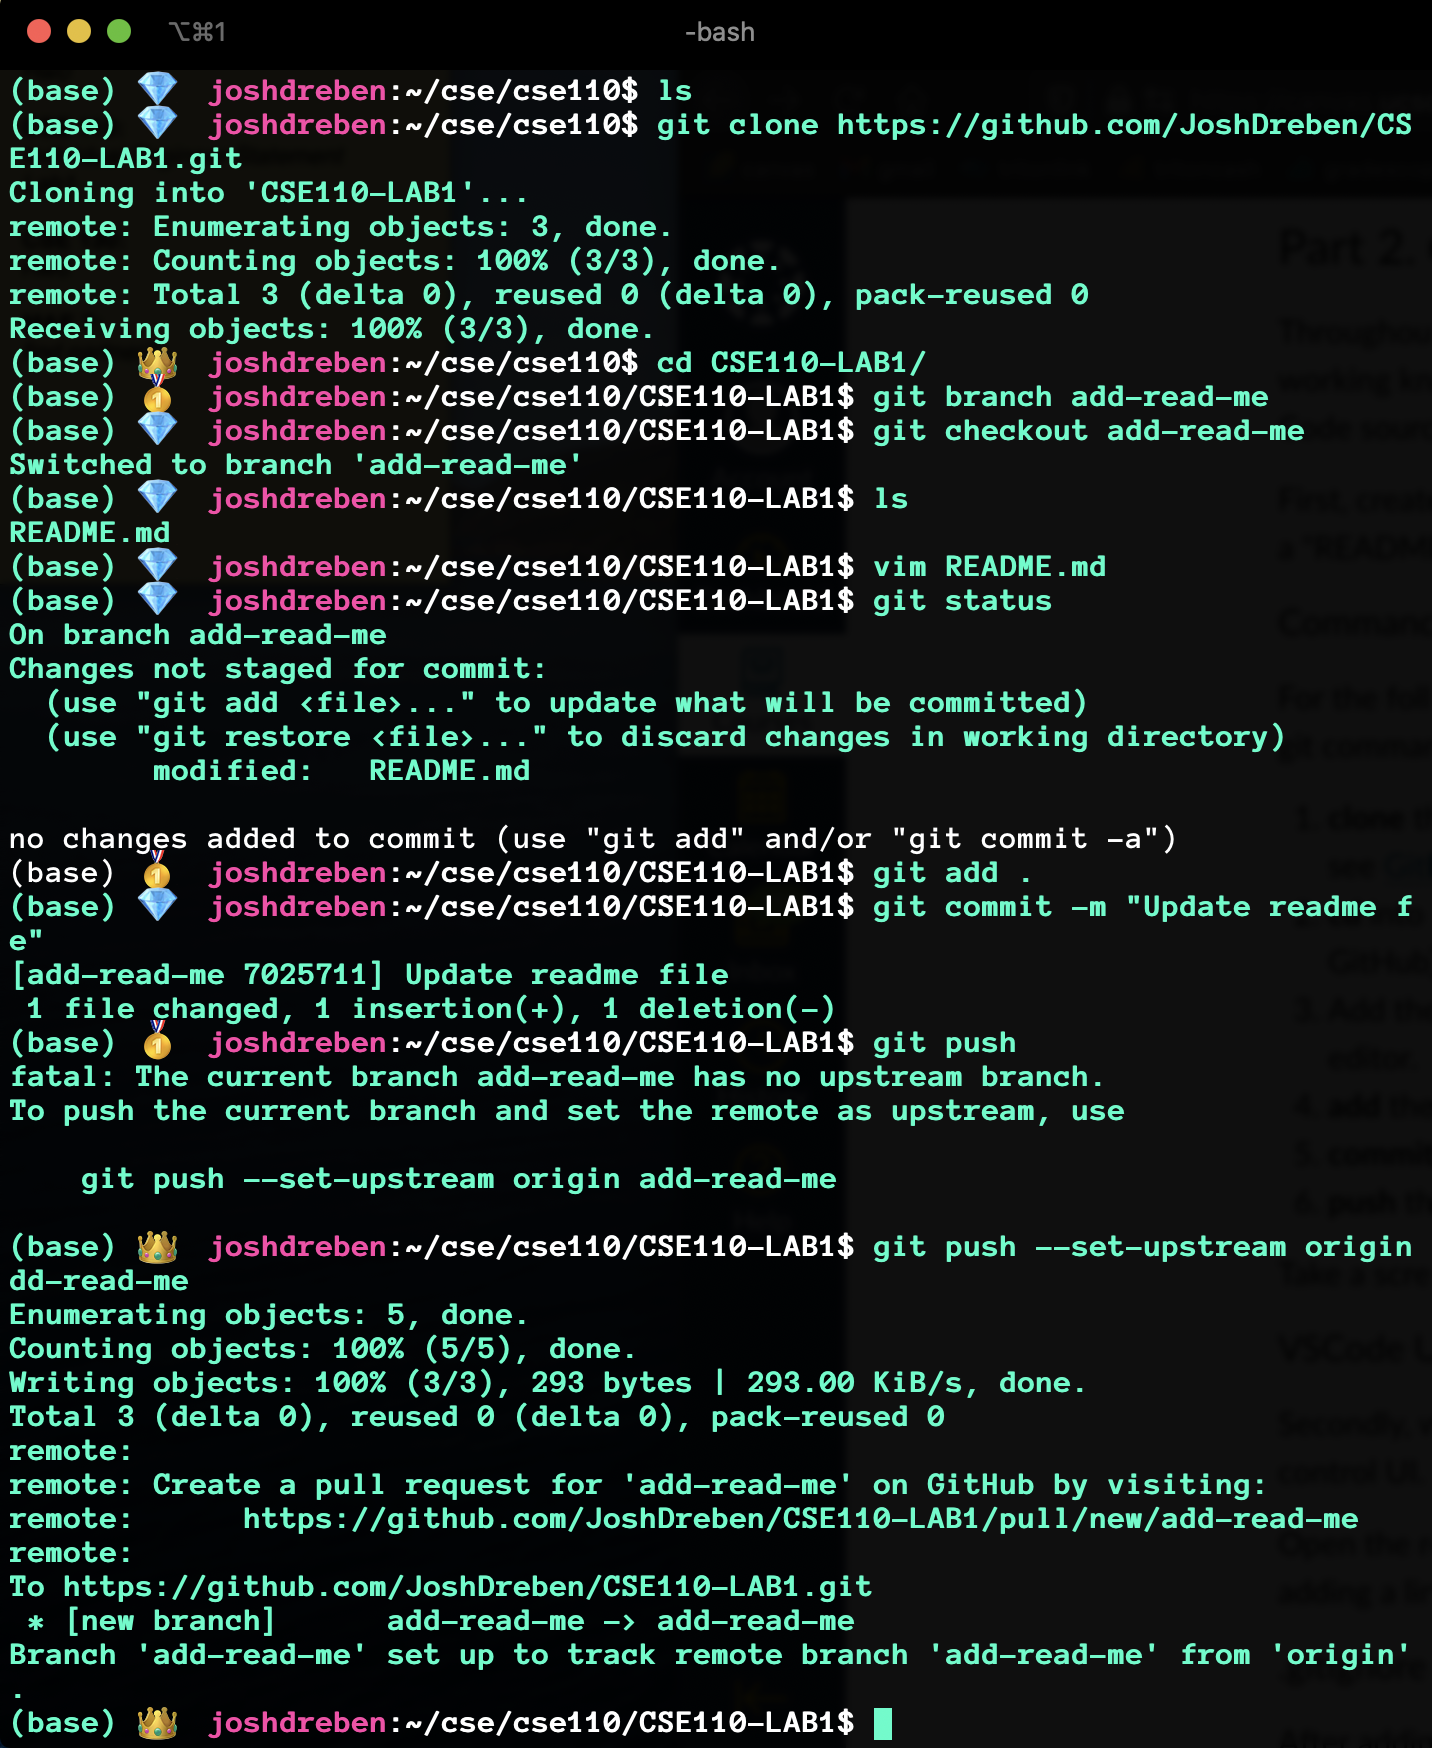 ⌥⌘1
-bash
(base) 💎 joshdreben:~/cse/cse110$ ls
(base) 💎 joshdreben:~/cse/cse110$ git clone https://github.com/JoshDreben/CS
E110-LAB1.git
Cloning into 'CSE110-LAB1'...
remote: Enumerating objects: 3, done.
remote: Counting objects: 100% (3/3), done.
remote: Total 3 (delta 0), reused 0 (delta 0), pack-reused 0
Receiving objects: 100% (3/3), done.
(base) 👑 joshdreben:~/cse/cse110$ cd CSE110-LAB1/
(base) 🥇 joshdreben:~/cse/cse110/CSE110-LAB1$ git branch add-read-me
(base) 💎 joshdreben:~/cse/cse110/CSE110-LAB1$ git checkout add-read-me
Switched to branch 'add-read-me'
(base) 💎 joshdreben:~/cse/cse110/CSE110-LAB1$ ls
README.md
(base) 💎 joshdreben:~/cse/cse110/CSE110-LAB1$ vim README.md
(base) 💎 joshdreben:~/cse/cse110/CSE110-LAB1$ git status
On branch add-read-me
Changes not staged for commit:
  (use "git add <file>..." to update what will be committed)
  (use "git restore <file>..." to discard changes in working directory)
        modified:   README.md

no changes added to commit (use "git add" and/or "git commit -a")
(base) 🥇 joshdreben:~/cse/cse110/CSE110-LAB1$ git add .
(base) 💎 joshdreben:~/cse/cse110/CSE110-LAB1$ git commit -m "Update readme f
e"
[add-read-me 7025711] Update readme file
 1 file changed, 1 insertion(+), 1 deletion(-)
(base) 🥇 joshdreben:~/cse/cse110/CSE110-LAB1$ git push
fatal: The current branch add-read-me has no upstream branch.
To push the current branch and set the remote as upstream, use

    git push --set-upstream origin add-read-me

(base) 👑 joshdreben:~/cse/cse110/CSE110-LAB1$ git push --set-upstream origin
dd-read-me
Enumerating objects: 5, done.
Counting objects: 100% (5/5), done.
Writing objects: 100% (3/3), 293 bytes | 293.00 KiB/s, done.
Total 3 (delta 0), reused 0 (delta 0), pack-reused 0
remote:
remote: Create a pull request for 'add-read-me' on GitHub by visiting:
remote:      https://github.com/JoshDreben/CSE110-LAB1/pull/new/add-read-me
remote:
To https://github.com/JoshDreben/CSE110-LAB1.git
 * [new branch]      add-read-me -> add-read-me
Branch 'add-read-me' set up to track remote branch 'add-read-me' from 'origin'
.
(base) 👑 joshdreben:~/cse/cse110/CSE110-LAB1$